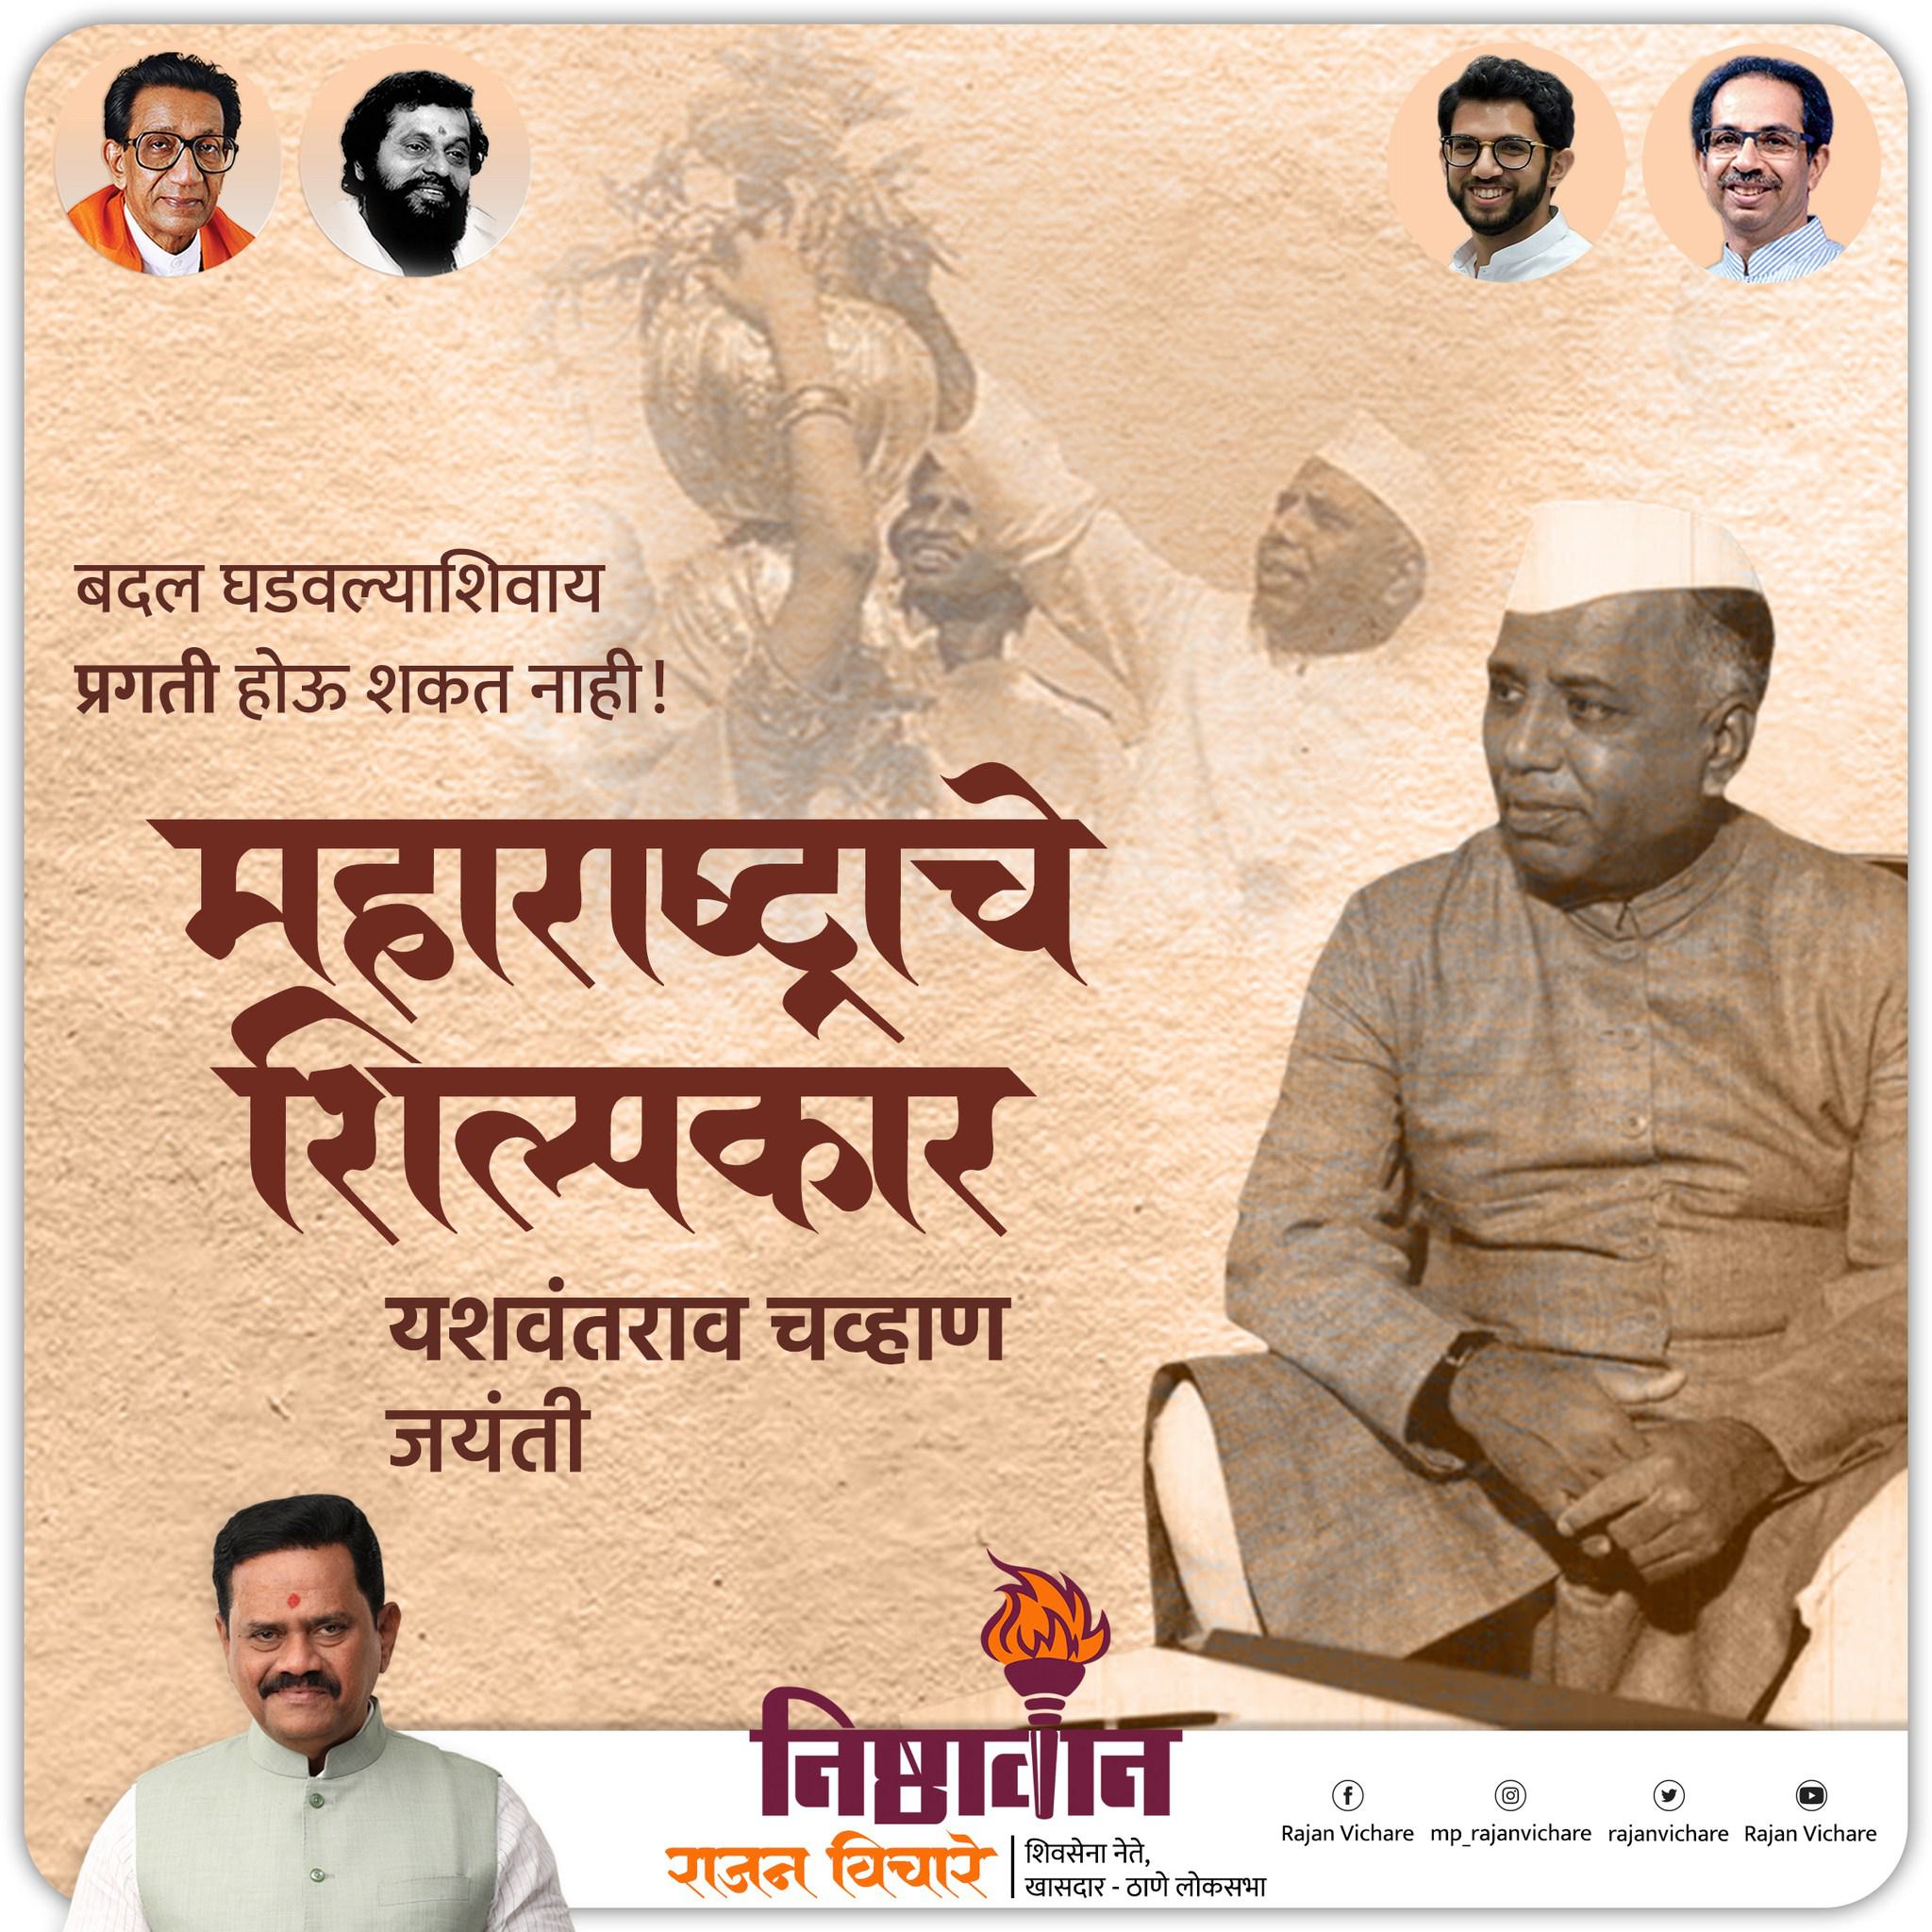 बदल घडवल्याशिवाय
प्रगती होऊ शकत नाही!
महाराष्ट्राचे
शिल्पकार
यशवंतराव चव्हाण
जयंती
निष्ठावान
राजन विचारे
शिवसेना नेते,
खासदार - ठाणे लोकसभा
Rajan Vichare mp_rajanvichare rajanvichare Rajan Vichare